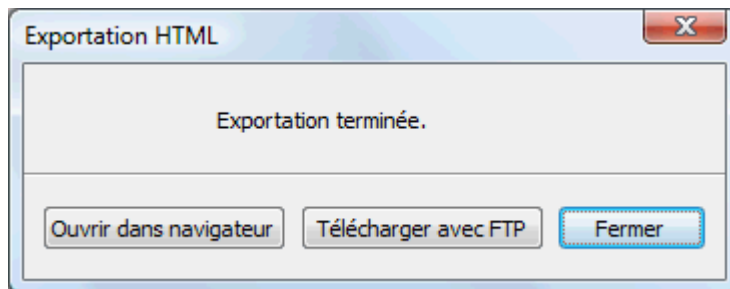 Exportation HTML
Exportation terminée.
Ouvrir dans navigateur
Télécharger avec FTP
Fermer